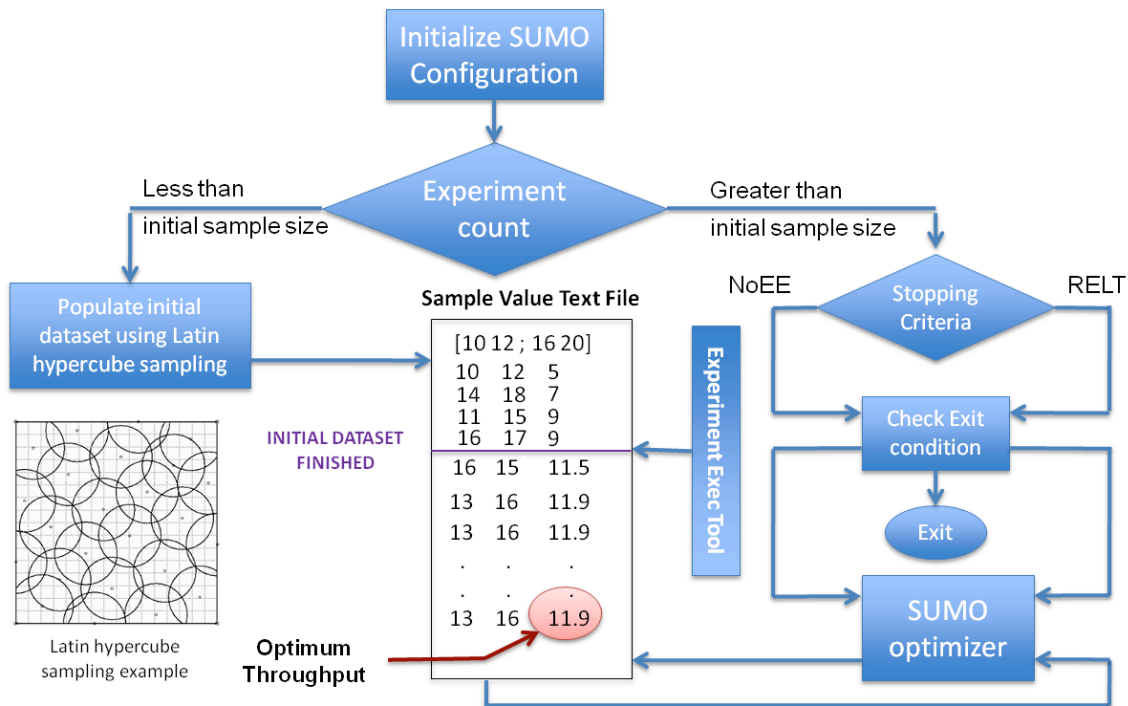 Initialize SUMO
Configuration
Less than
initial sample size
Experiment
count
Greater than
initial sample size
Populate initial
dataset using Latin
hypercube sampling
Sample Value Text File
[10 12 ; 16 20]
10 12 5
14 18 7
11 15 9
16 17 9
INITIAL DATASET
FINISHED
16 15 11.5
13 16 11.9
13 16 11.9
. . .
. . .
13 16 11.9
Optimum
Throughput
Latin hypercube
sampling example
Experiment Exec Tool
NoEE
Stopping
Criteria
RELT
Check Exit
condition
Exit
SUMO
optimizer